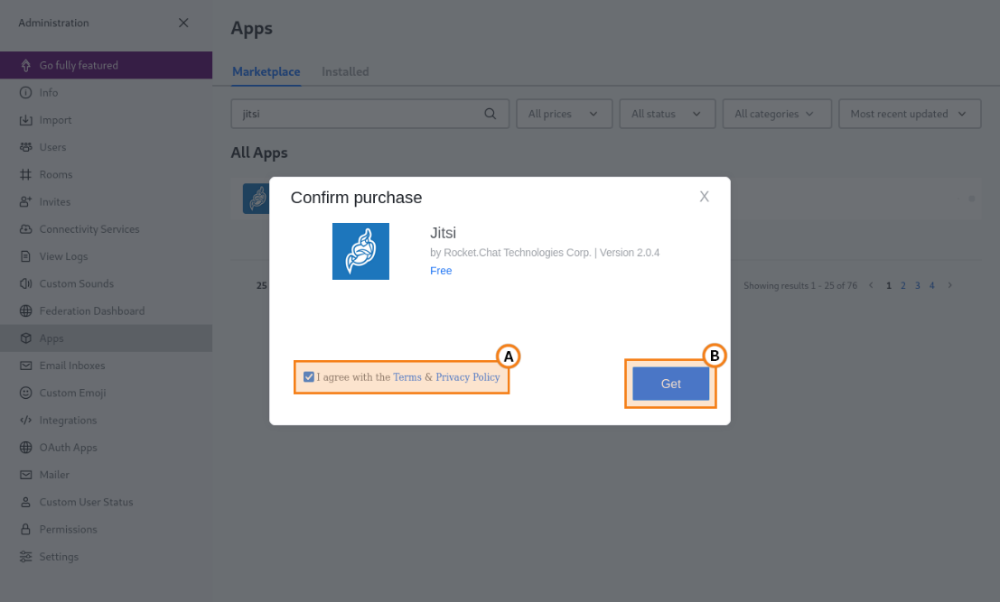 Administration
Go fully featured
Info
Import
Users
Rooms
Invites
Connectivity Services
View Logs
Custom Sounds
Federation Dashboard
Apps
Email Inboxes
Custom Emoji
Integrations
OAuth Apps
Mailer
Custom User Status
Permissions
Settings
Apps
Marketplace Installed
jitsi All prices All status All categories Most recent updated
All Apps
25 Showing results 1 - 25 of 76 1 2 3 4
Confirm purchase X
Jitsi
by Rocket.Chat Technologies Corp. | Version 2.0.4
Free
A
I agree with the Terms & Privacy Policy
B
Get